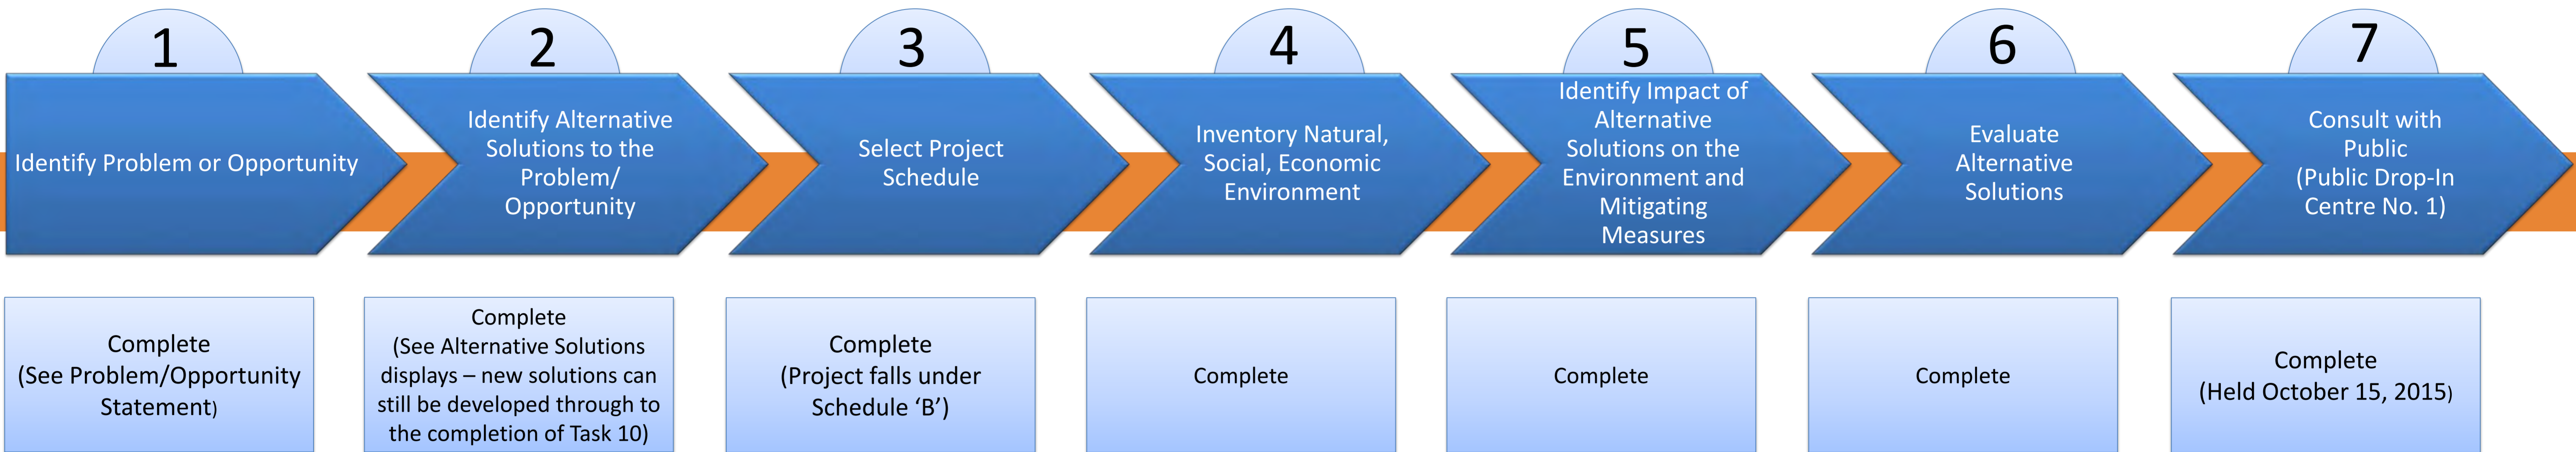 1
Identify Problem or Opportunity
Complete
(See Problem/Opportunity
Statement)
2
Identify Alternative
Solutions to the
Problem/
Opportunity
Complete
(See Alternative Solutions
displays – new solutions can
still be developed through to
the completion of Task 10)
3
Select Project
Schedule
Complete
(Project falls under
Schedule ‘B’)
4
Inventory Natural,
Social, Economic
Environment
Complete
5
Identify Impact of
Alternative
Solutions on the
Environment and
Mitigating
Measures
Complete
6
Evaluate
Alternative
Solutions
Complete
7
Consult with
Public
(Public Drop-In
Centre No. 1)
Complete
(Held October 15, 2015)